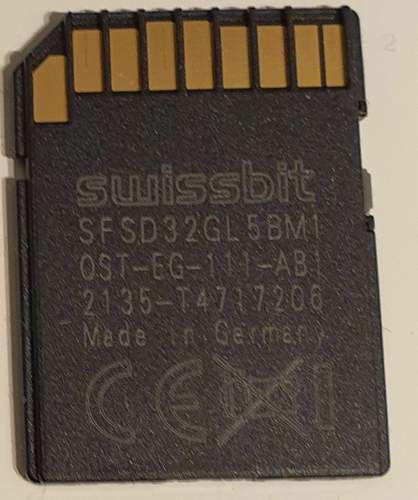 swissbit
SFSD32GL5BM1
OST-EG-111-AB1
2135-T4717206
Made in Germany
CE